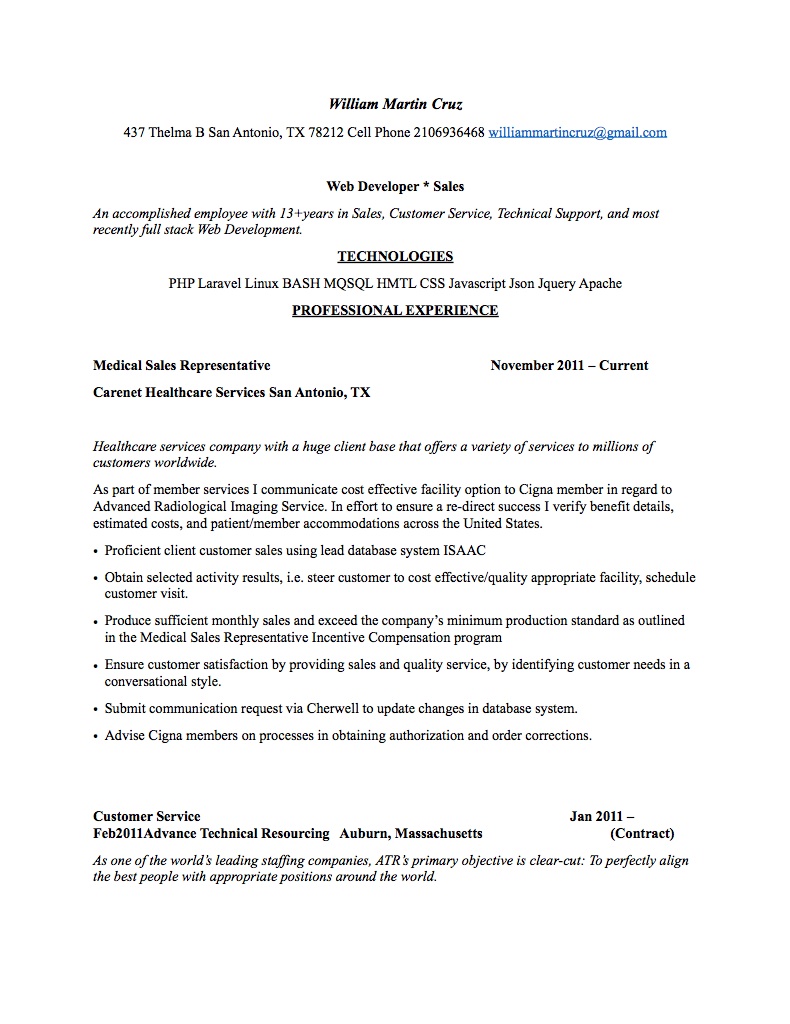 William Martin Cruz
437 Thelma B San Antonio, TX 78212 Cell Phone 2106936468 williammartincruz@gmail.com
Web Developer * Sales
An accomplished employee with 13+years in Sales, Customer Service, Technical Support, and most
recently full stack Web Development.
TECHNOLOGIES
PHP Laravel Linux BASH MQSQL HMTL CSS Javascript Json Jquery Apache
PROFESSIONAL EXPERIENCE
Medical Sales Representative November 2011 – Current
Carenet Healthcare Services San Antonio, TX
Healthcare services company with a huge client base that offers a variety of services to millions of
customers worldwide.
As part of member services I communicate cost effective facility option to Cigna member in regard to
Advanced Radiological Imaging Service. In effort to ensure a re-direct success I verify benefit details,
estimated costs, and patient/member accommodations across the United States.
• Proficient client customer sales using lead database system ISAAC
• Obtain selected activity results, i.e. steer customer to cost effective/quality appropriate facility, schedule
customer visit.
• Produce sufficient monthly sales and exceed the company’s minimum production standard as outlined
in the Medical Sales Representative Incentive Compensation program
• Ensure customer satisfaction by providing sales and quality service, by identifying customer needs in a
conversational style.
• Submit communication request via Cherwell to update changes in database system.
• Advise Cigna members on processes in obtaining authorization and order corrections.
Customer Service Jan 2011 –
Feb2011Advance Technical Resourcing Auburn, Massachusetts (Contract)
As one of the world’s leading staffing companies, ATR’s primary objective is clear-cut: To perfectly align
the best people with appropriate positions around the world.